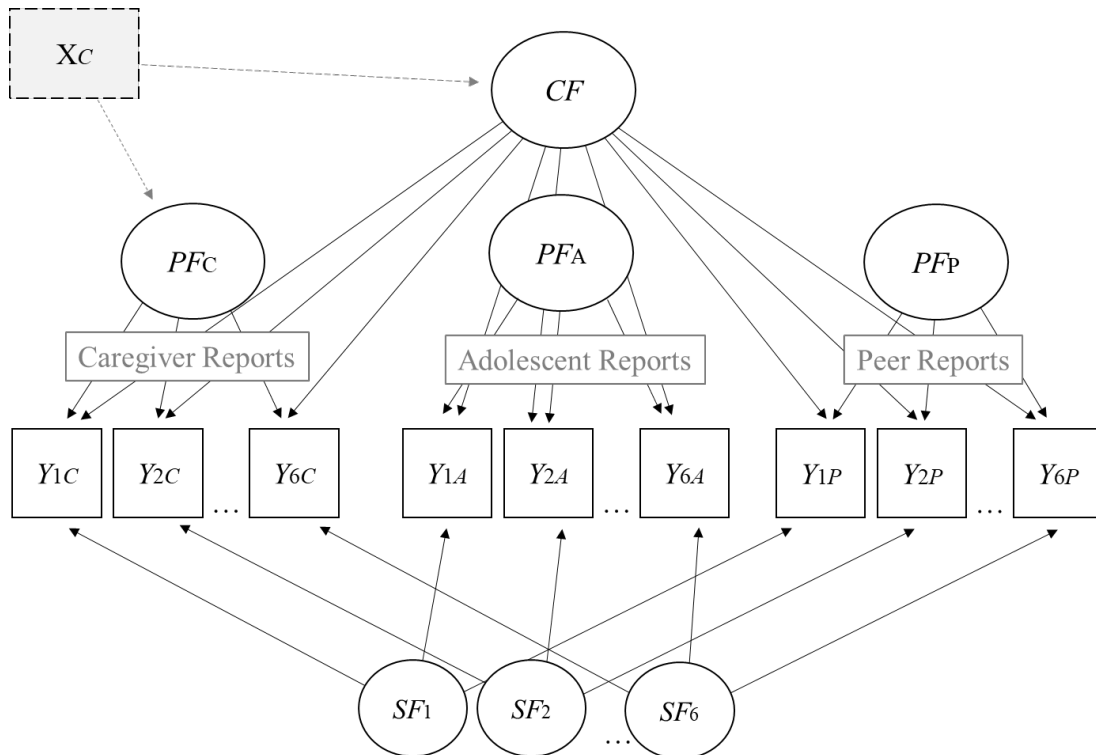 XC
CF
PFC
PFA
PFP
Caregiver Reports
Adolescent Reports
Peer Reports
Y1C Y2C ... Y6C Y1A Y2A ... Y6A Y1P Y2P ... Y6P
SF1 SF2 ... SF6